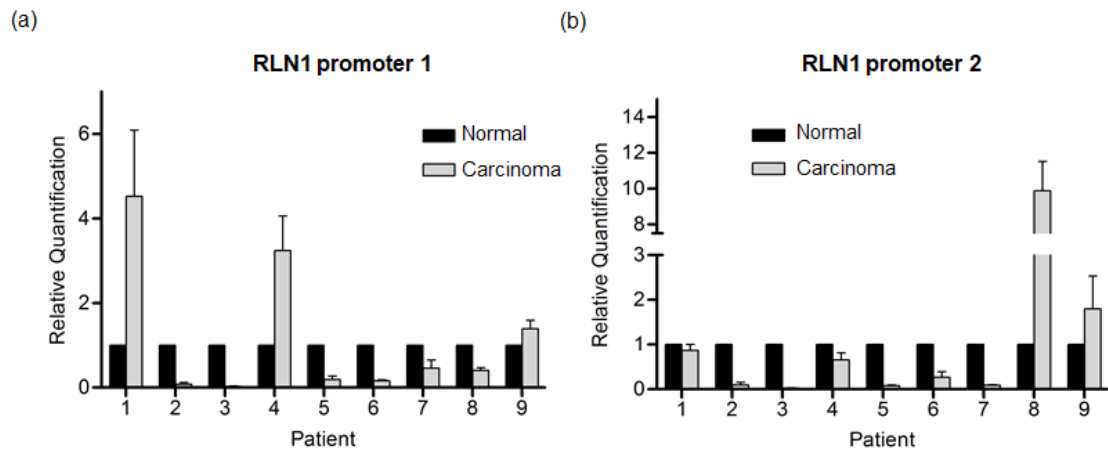 (a)
RLN1 promoter 1
Relative Quantification
6
4
2
0
Normal
Carcinoma
1 2 3 4 5 6 7 8 9
Patient
(b)
RLN1 promoter 2
Relative Quantification
14
12
10
8
3
2
1
0
Normal
Carcinoma
1 2 3 4 5 6 7 8 9
Patient